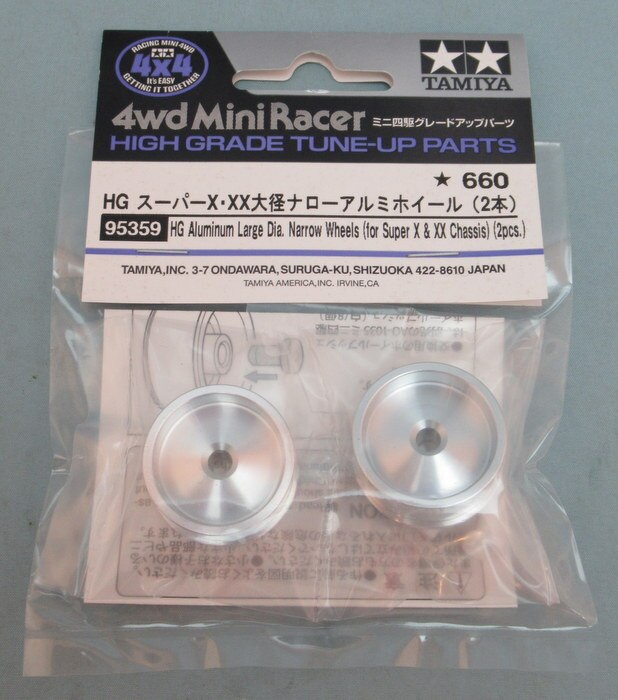 RACING MINI4WD
4x4
It's EASY
GETTING IT TOGETHER
TAMIYA
4wd Mini Racer ミニ四駆グレードアップパーツ
HIGH GRADE TUNE-UP PARTS
★ 660
HG スーパーX・XX大径ナローアルミホイール（2本）
95359 HG Aluminum Large Dia. Narrow Wheels (for Super X & XX Chassis) (2pcs.)
TAMIYA,INC. 3-7 ONDAWARA,SURUGA-KU,SHIZUOKA 422-8610 JAPAN
TAMIYA AMERICA,INC. IRVINE,CA